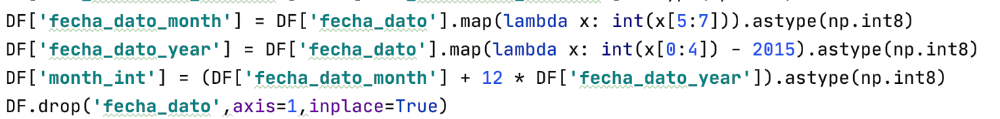 DF['fecha_dato_month'] = DF['fecha_dato'].map(lambda x: int(x[5:7])).astype(np.int8)
DF['fecha_dato_year'] = DF['fecha_dato'].map(lambda x: int(x[0:4]) - 2015).astype(np.int8)
DF['month_int'] = (DF['fecha_dato_month'] + 12 * DF['fecha_dato_year']).astype(np.int8)
DF.drop('fecha_dato',axis=1,inplace=True)